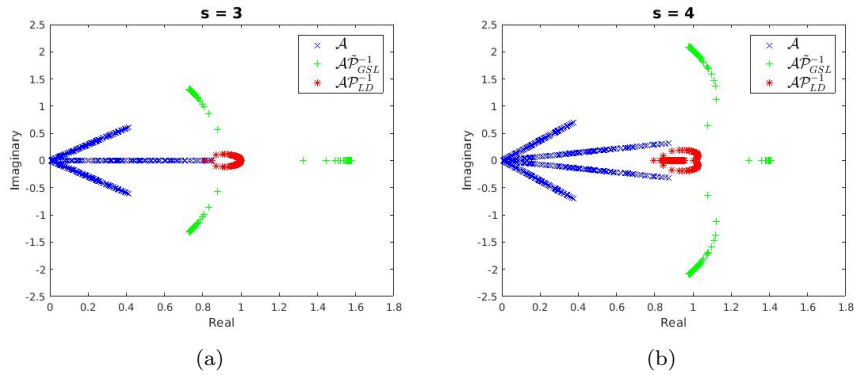 s = 3
2.5
2
1.5
1
0.5
0
-0.5
-1
-1.5
-2
-2.5
Imaginary
0 0.2 0.4 0.6 0.8 1 1.2 1.4 1.6 1.8
Real
𝒜
𝒜𝒫̃⁻¹_GSL
𝒜𝒫⁻¹_LD
(a)
s = 4
2.5
2
1.5
1
0.5
0
-0.5
-1
-1.5
-2
-2.5
Imaginary
0 0.2 0.4 0.6 0.8 1 1.2 1.4 1.6 1.8
Real
𝒜
𝒜𝒫̃⁻¹_GSL
𝒜𝒫⁻¹_LD
(b)